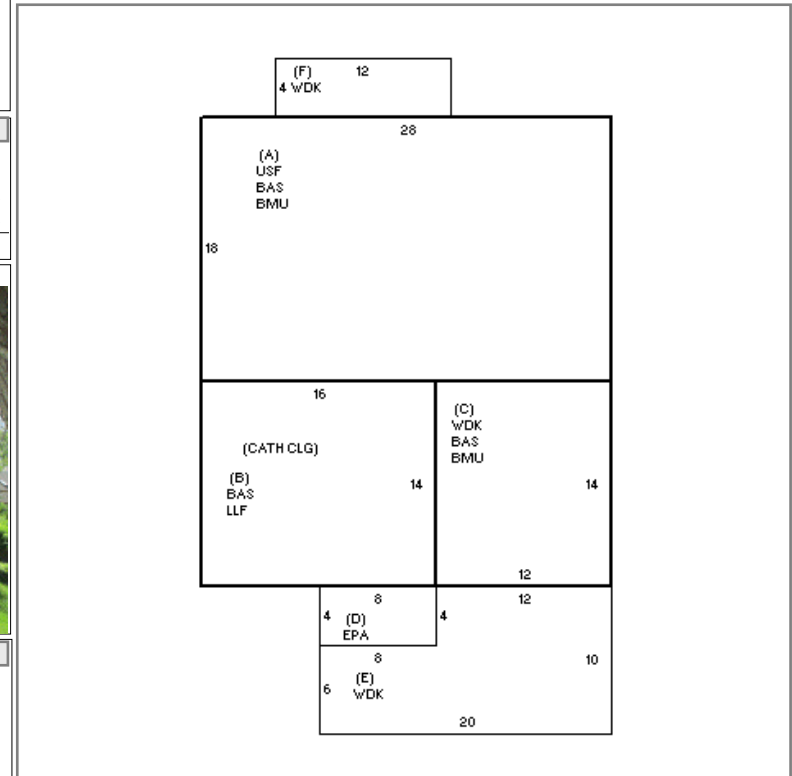 (F) 12
4 WDK
28
(A)
USF
BAS
BMU
18
16
(C)
WDK
BAS
BMU
(CATH CLG)
(B)
BAS
LLF
14
14
12
8
12
4 (D)
EPA
4
8
10
(E)
6 WDK
20